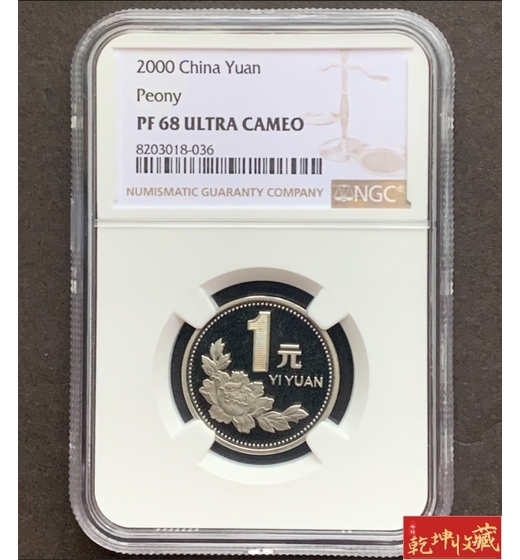 2000 China Yuan
Peony
PF 68 ULTRA CAMEO
8203018-036
NUMISMATIC GUARANTY COMPANY
NGC
1元
YI YUAN
乾坤收藏